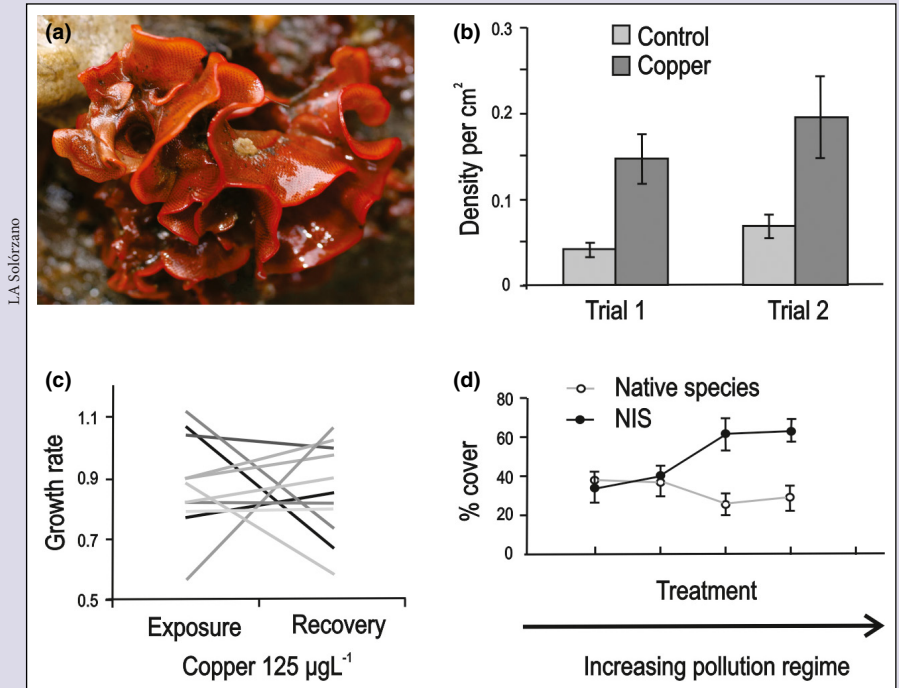 LA Solórzano
(a)
(b)
0.3
0.2
0.1
0
Density per cm²
Control
Copper
Trial 1
Trial 2
(c)
1.1
0.9
0.7
0.5
Growth rate
Exposure
Recovery
Copper 125 µgL⁻¹
(d)
80
60
40
20
0
% cover
Native species
NIS
Treatment
Increasing pollution regime